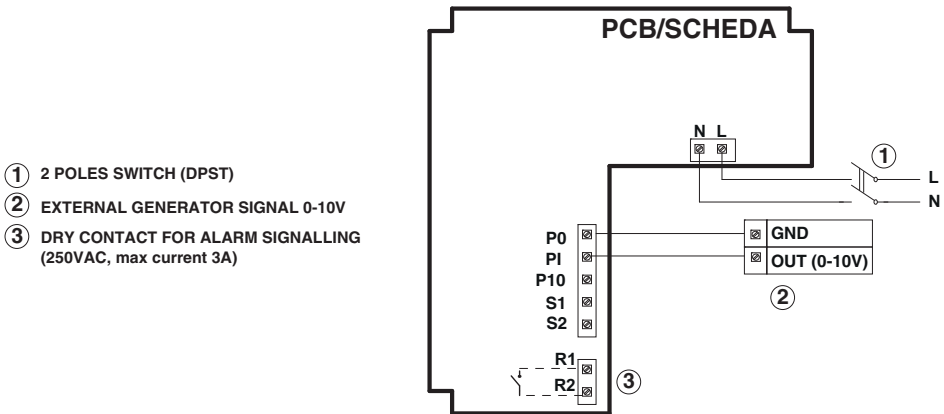 PCB/SCHEDA
N L
1
L
N
1 2 POLES SWITCH (DPST)
2 EXTERNAL GENERATOR SIGNAL 0-10V
3 DRY CONTACT FOR ALARM SIGNALLING
(250VAC, max current 3A)
P0
PI
P10
S1
S2
GND
OUT (0-10V)
2
R1
R2
3